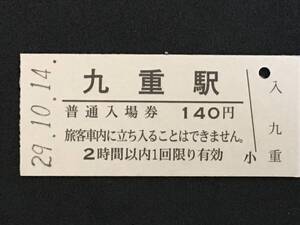 29.10.14.
九重駅
普通入場券 140円
旅客車内に立ち入ることはできません。
2時間以内1回限り有効
小
入九重